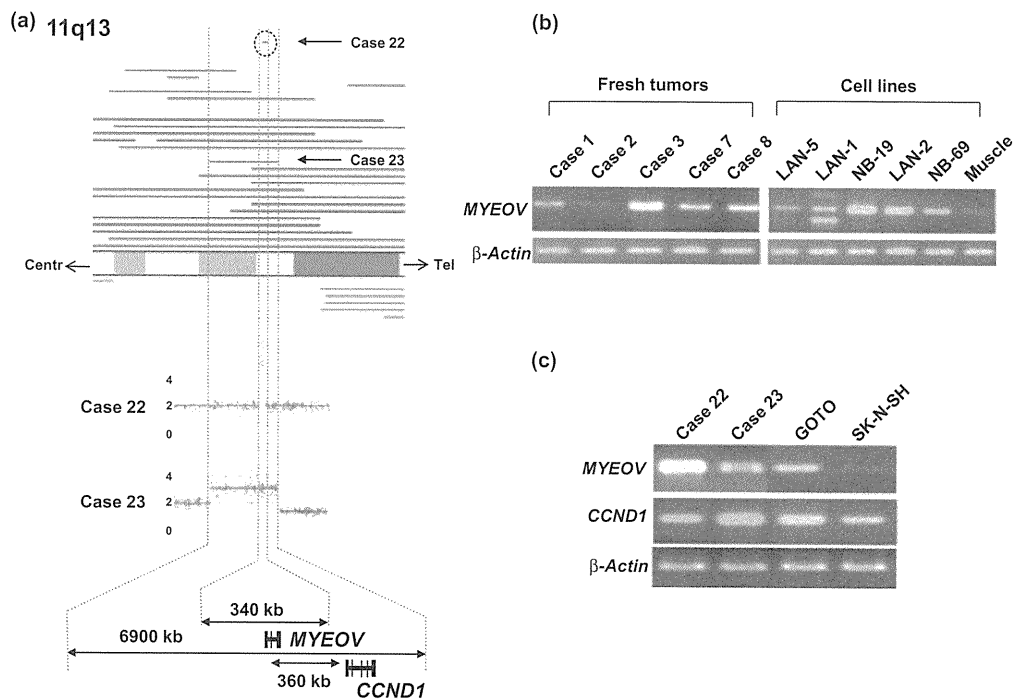 (a) 11q13
Case 22
Case 23
Centr
Tel
4
Case 22 2
0
4
Case 23 2
0
340 kb
MYEOV
6900 kb
360 kb
CCND1
(b)
Fresh tumors
Cell lines
Case 1
Case 2
Case 3
Case 7
Case 8
LAN-5
LAN-1
NB-19
LAN-2
NB-69
Muscle
MYEOV
β-Actin
(c)
Case 22
Case 23
GOTO
SK-N-SH
MYEOV
CCND1
β-Actin